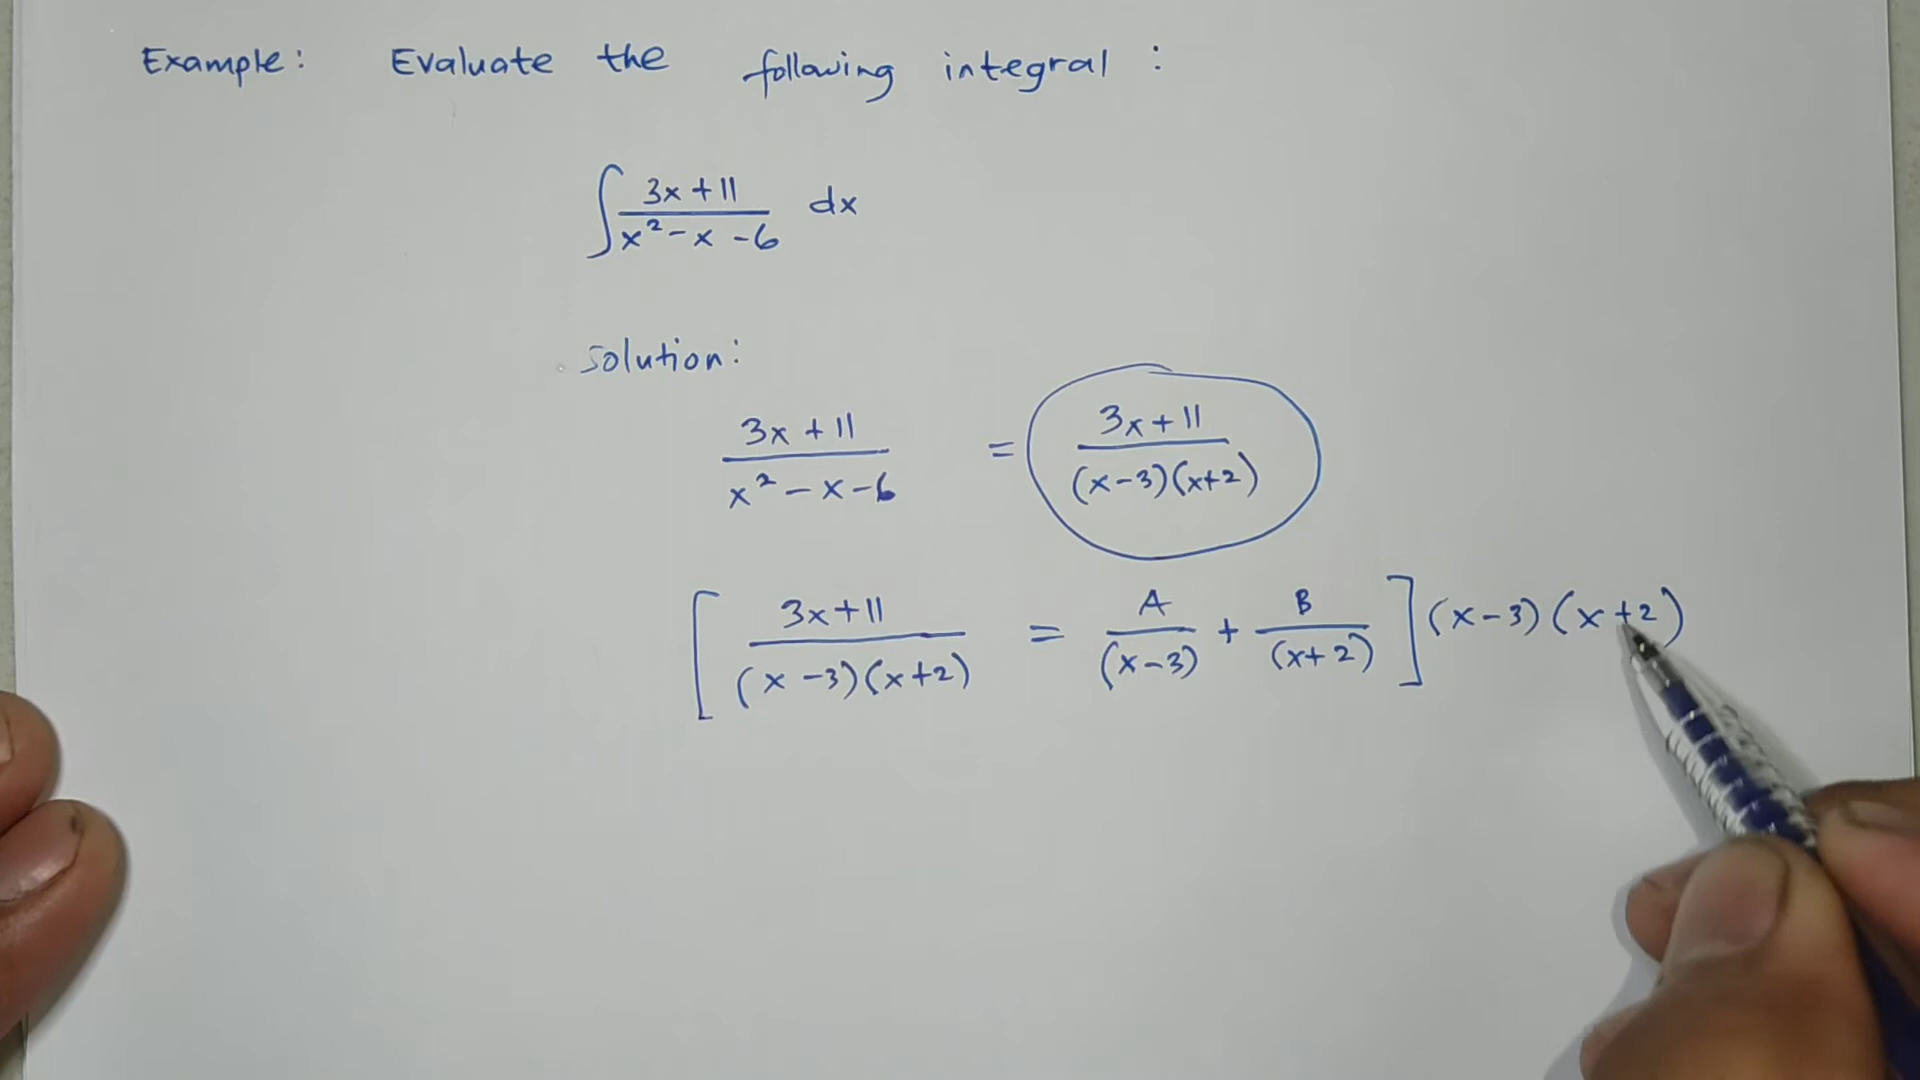 Example: Evaluate the following integral:
∫ (3x + 11)/(x² - x - 6) dx
Solution:
(3x + 11)/(x² - x - 6) = (3x + 11)/((x-3)(x+2))
[ (3x+11)/((x-3)(x+2)) = A/(x-3) + B/(x+2) ] (x-3)(x+2)